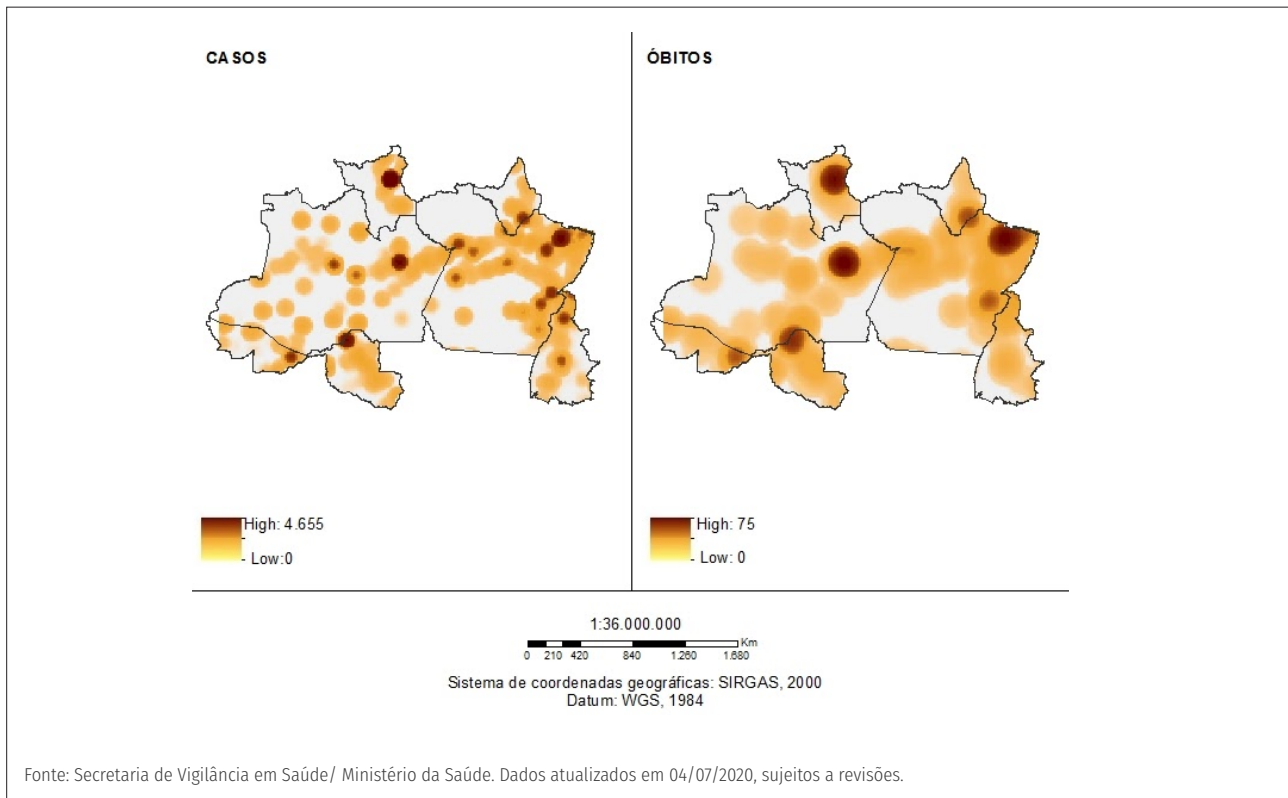 CASOS
ÓBITOS
High: 4.655
Low:0
High: 75
Low: 0
1:36.000.000
Km
0 210 420 840 1.260 1.680
Sistema de coordenadas geográficas: SIRGAS, 2000
Datum: WGS, 1984
Fonte: Secretaria de Vigilância em Saúde/ Ministério da Saúde. Dados atualizados em 04/07/2020, sujeitos a revisões.